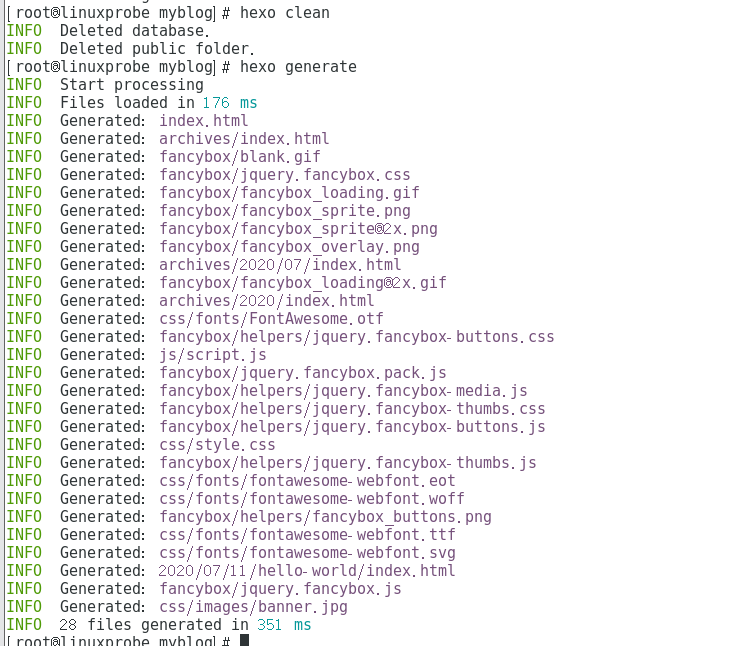 [root@linuxprobe myblog]# hexo clean
INFO  Deleted database.
INFO  Deleted public folder.
[root@linuxprobe myblog]# hexo generate
INFO  Start processing
INFO  Files loaded in 176 ms
INFO  Generated: index.html
INFO  Generated: archives/index.html
INFO  Generated: fancybox/blank.gif
INFO  Generated: fancybox/jquery.fancybox.css
INFO  Generated: fancybox/fancybox_loading.gif
INFO  Generated: fancybox/fancybox_sprite.png
INFO  Generated: fancybox/fancybox_sprite@2x.png
INFO  Generated: fancybox/fancybox_overlay.png
INFO  Generated: archives/2020/07/index.html
INFO  Generated: fancybox/fancybox_loading@2x.gif
INFO  Generated: archives/2020/index.html
INFO  Generated: css/fonts/FontAwesome.otf
INFO  Generated: fancybox/helpers/jquery.fancybox-buttons.css
INFO  Generated: js/script.js
INFO  Generated: fancybox/jquery.fancybox.pack.js
INFO  Generated: fancybox/helpers/jquery.fancybox-media.js
INFO  Generated: fancybox/helpers/jquery.fancybox-thumbs.css
INFO  Generated: fancybox/helpers/jquery.fancybox-buttons.js
INFO  Generated: css/style.css
INFO  Generated: fancybox/helpers/jquery.fancybox-thumbs.js
INFO  Generated: css/fonts/fontawesome-webfont.eot
INFO  Generated: css/fonts/fontawesome-webfont.woff
INFO  Generated: fancybox/helpers/fancybox_buttons.png
INFO  Generated: css/fonts/fontawesome-webfont.ttf
INFO  Generated: css/fonts/fontawesome-webfont.svg
INFO  Generated: 2020/07/11/hello-world/index.html
INFO  Generated: fancybox/jquery.fancybox.js
INFO  Generated: css/images/banner.jpg
INFO  28 files generated in 351 ms
[root@linuxprobe myblog]#